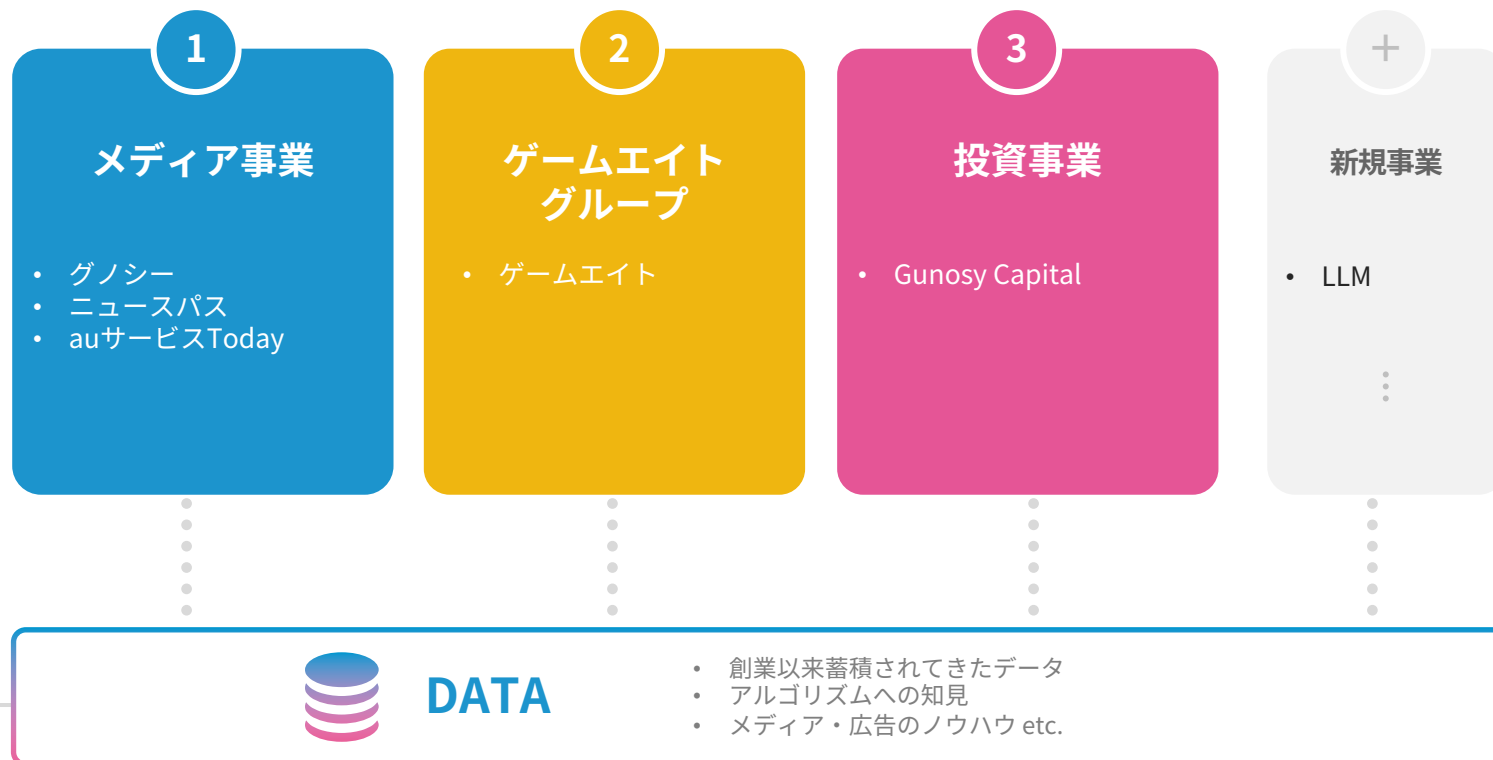 1
メディア事業
• グノシー
• ニュースパス
• auサービスToday
2
ゲームエイト
グループ
• ゲームエイト
3
投資事業
• Gunosy Capital
+
新規事業
• LLM
⋮
DATA
• 創業以来蓄積されてきたデータ
• アルゴリズムへの知見
• メディア・広告のノウハウ etc.